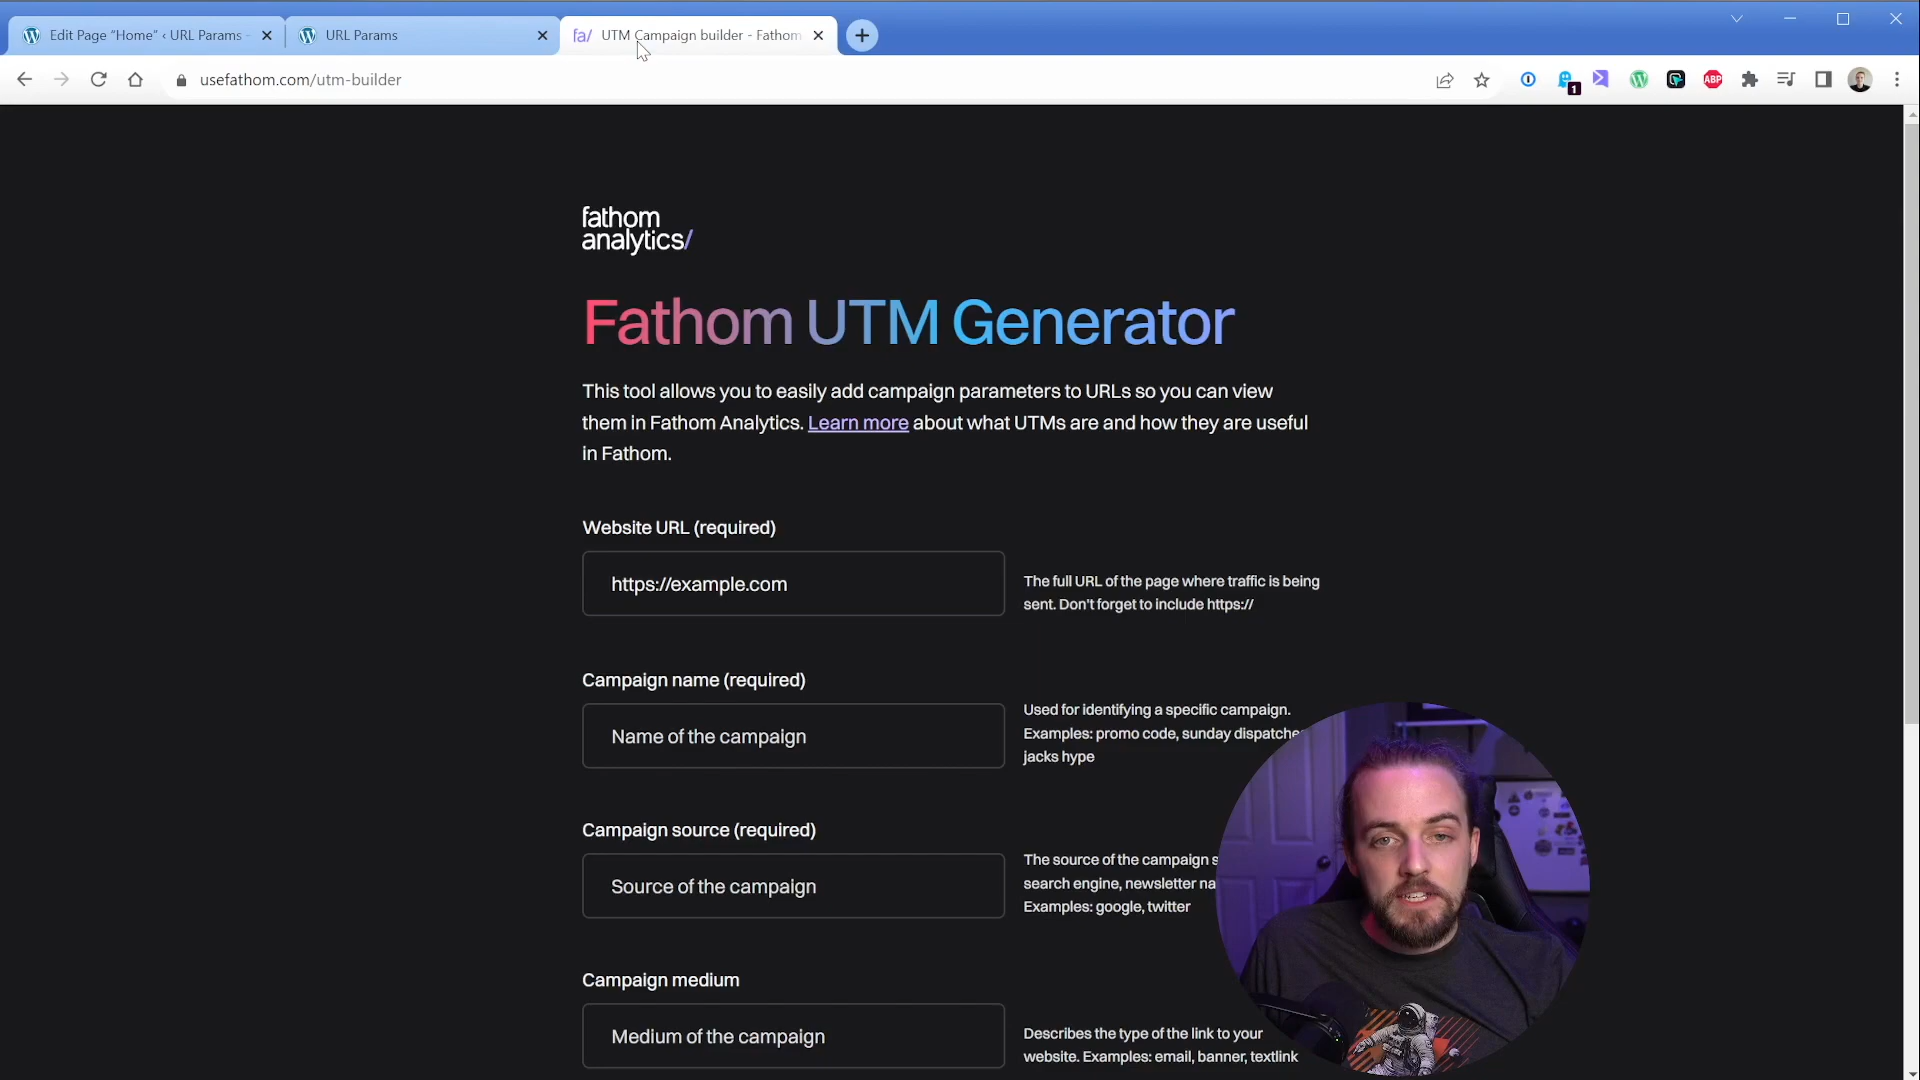 Edit Page “Home” ‹ URL Params -
URL Params
fa/ UTM Campaign builder - Fathom
usefathom.com/utm-builder
1
ABP
fathom
analytics/
Fathom UTM Generator
This tool allows you to easily add campaign parameters to URLs so you can view
them in Fathom Analytics. Learn more about what UTMs are and how they are useful
in Fathom.
Website URL (required)
https://example.com
The full URL of the page where traffic is being
sent. Don't forget to include https://
Campaign name (required)
Name of the campaign
Used for identifying a specific campaign.
Examples: promo code, sunday dispatche
jacks hype
Campaign source (required)
Source of the campaign
The source of the campaign s
search engine, newsletter na
Examples: google, twitter
Campaign medium
Medium of the campaign
Describes the type of the link to your
website. Examples: email, banner, textlink